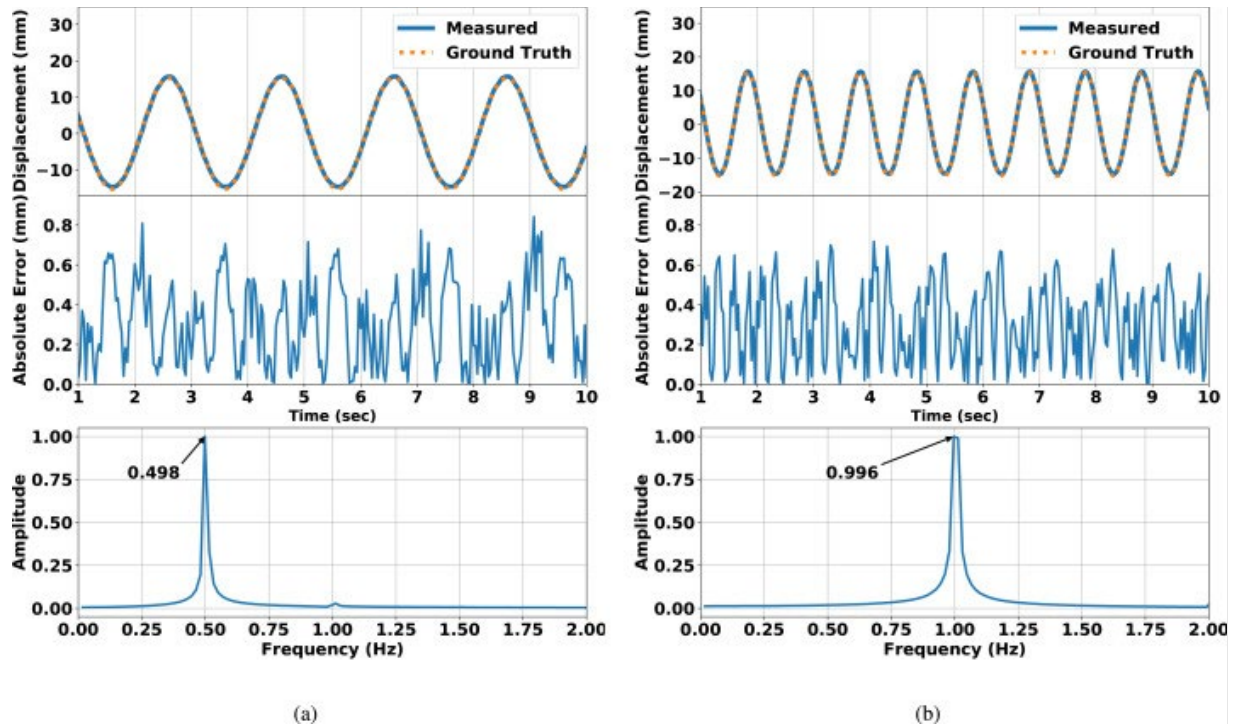 30
20
10
0
−10
Displacement (mm)
Measured
Ground Truth
0.8
0.6
0.4
0.2
0.0
Absolute Error (mm)
1 2 3 4 5 6 7 8 9 10
Time (sec)
1.00
0.75
0.50
0.25
0.00
Amplitude
0.498
0.00 0.25 0.50 0.75 1.00 1.25 1.50 1.75 2.00
Frequency (Hz)
(a)
30
20
10
0
−10
−20
Displacement (mm)
Measured
Ground Truth
0.8
0.6
0.4
0.2
0.0
Absolute Error (mm)
1 2 3 4 5 6 7 8 9 10
Time (sec)
1.00
0.75
0.50
0.25
0.00
Amplitude
0.996
0.00 0.25 0.50 0.75 1.00 1.25 1.50 1.75 2.00
Frequency (Hz)
(b)